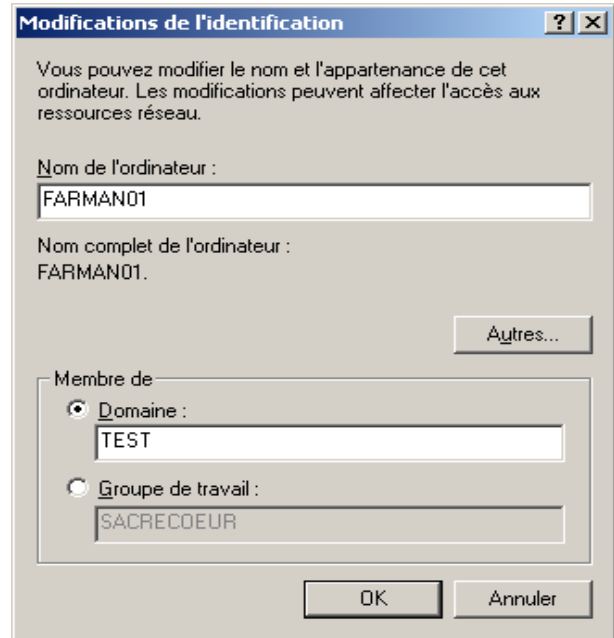 Modifications de l'identification
Vous pouvez modifier le nom et l'appartenance de cet
ordinateur. Les modifications peuvent affecter l'accès aux
ressources réseau.
Nom de l'ordinateur :
FARMAN01
Nom complet de l'ordinateur :
FARMAN01.
Autres...
Membre de
Domaine :
TEST
Groupe de travail :
SACRECOEUR
OK
Annuler